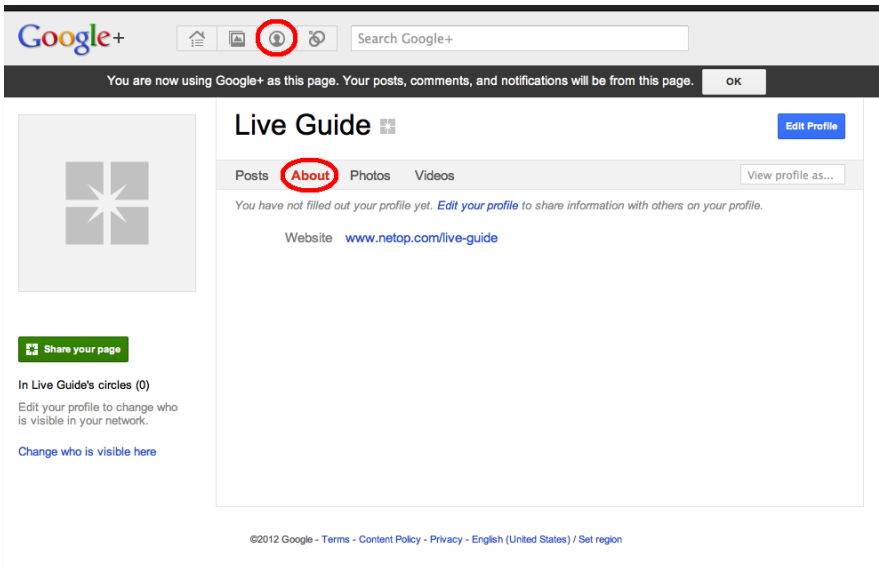 Google+
Search Google+
You are now using Google+ as this page. Your posts, comments, and notifications will be from this page.
OK
Live Guide
Edit Profile
Posts About Photos Videos
View profile as...
You have not filled out your profile yet. Edit your profile to share information with others on your profile.
Website www.netop.com/live-guide
Share your page
In Live Guide's circles (0)
Edit your profile to change who
is visible in your network.
Change who is visible here
©2012 Google - Terms - Content Policy - Privacy - English (United States) / Set region